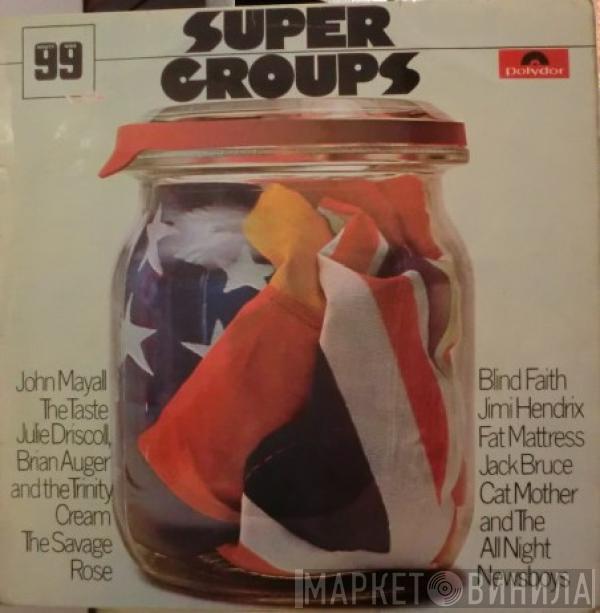 SUPER
GROUPS
99
Polydor
John Mayall
The Taste
Julie Driscoll,
Brian Auger
and the Trinity
Cream
The Savage
Rose
Blind Faith
Jimi Hendrix
Fat Mattress
Jack Bruce
Cat Mother
and The
All Night
Newsboys
МАРКЕТ ВИНИЛА